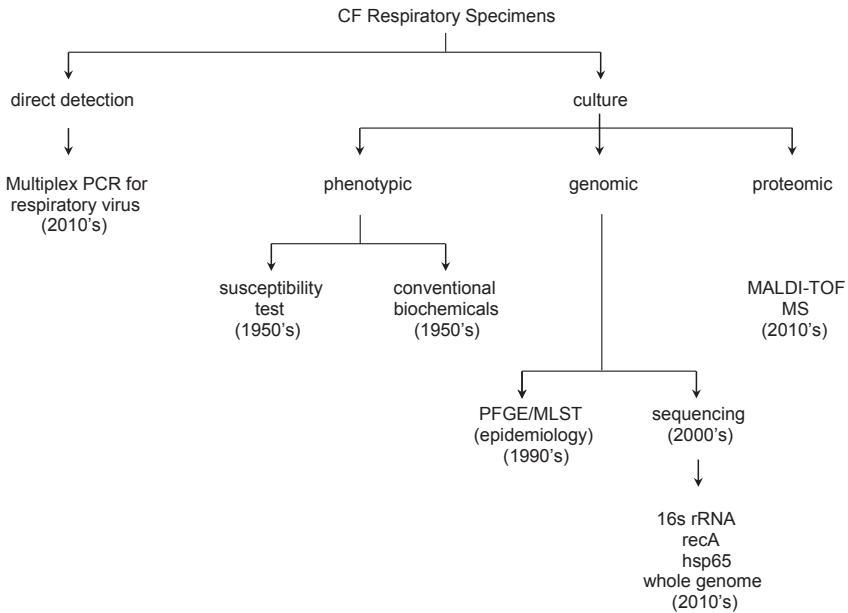 CF Respiratory Specimens
direct detection
culture
Multiplex PCR for
respiratory virus
(2010's)
phenotypic
genomic
proteomic
susceptibility
test
(1950's)
conventional
biochemicals
(1950's)
MALDI-TOF
MS
(2010's)
PFGE/MLST
(epidemiology)
(1990's)
sequencing
(2000's)
16s rRNA
recA
hsp65
whole genome
(2010's)